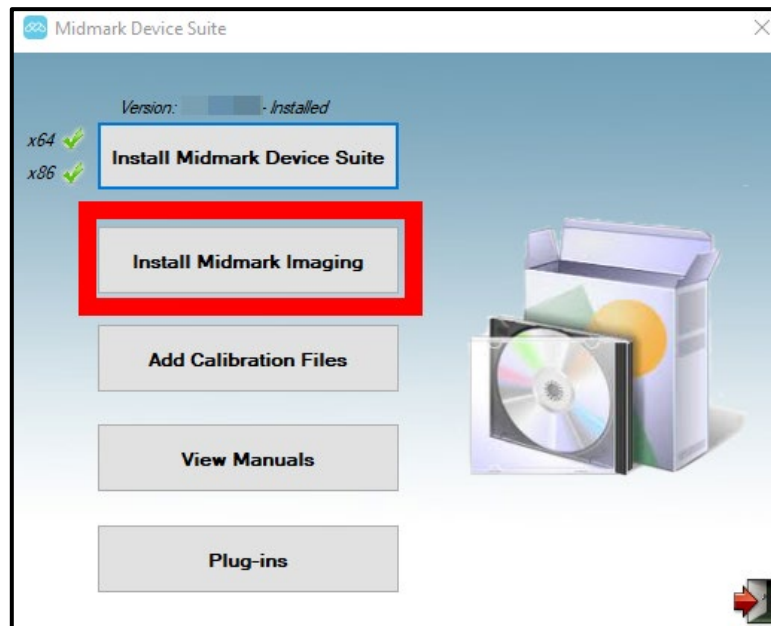 Midmark Device Suite
Version: - Installed
x64
Install Midmark Device Suite
x86
Install Midmark Imaging
Add Calibration Files
View Manuals
Plug-ins